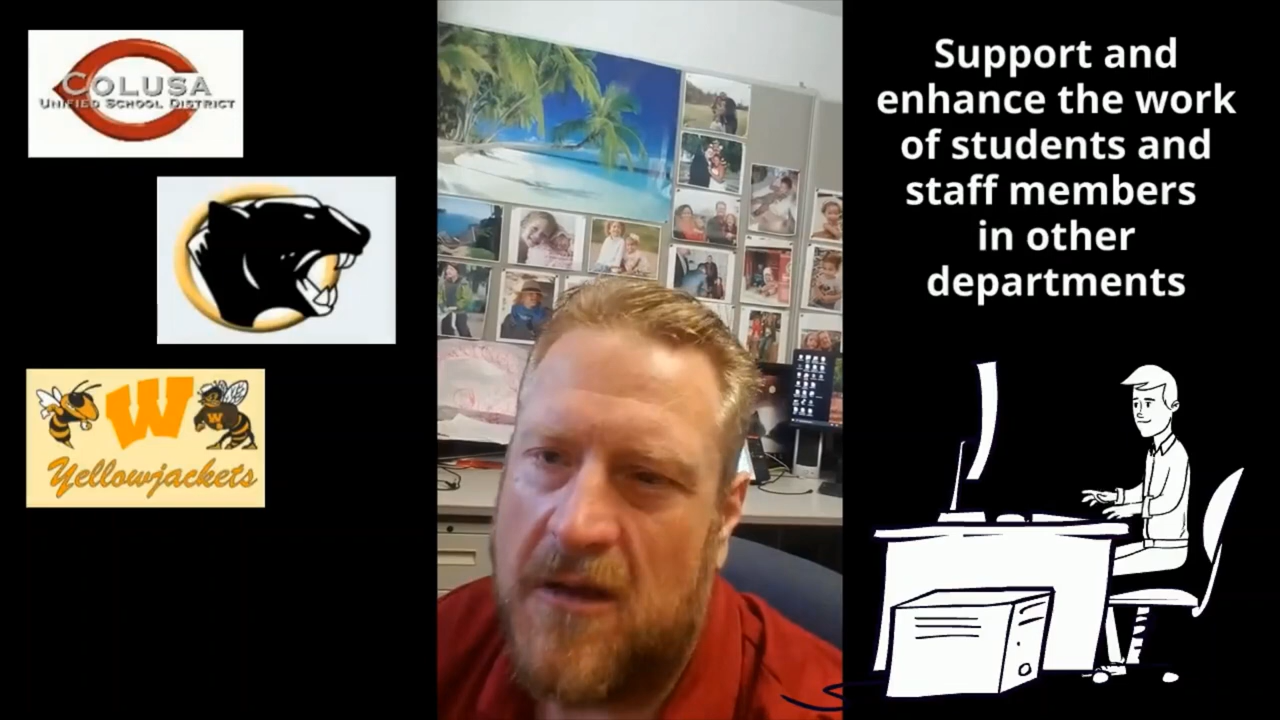 COLUSA
UNIFIED SCHOOL DISTRICT
W
W
Yellowjackets
Support and
enhance the work
of students and
staff members
in other
departments